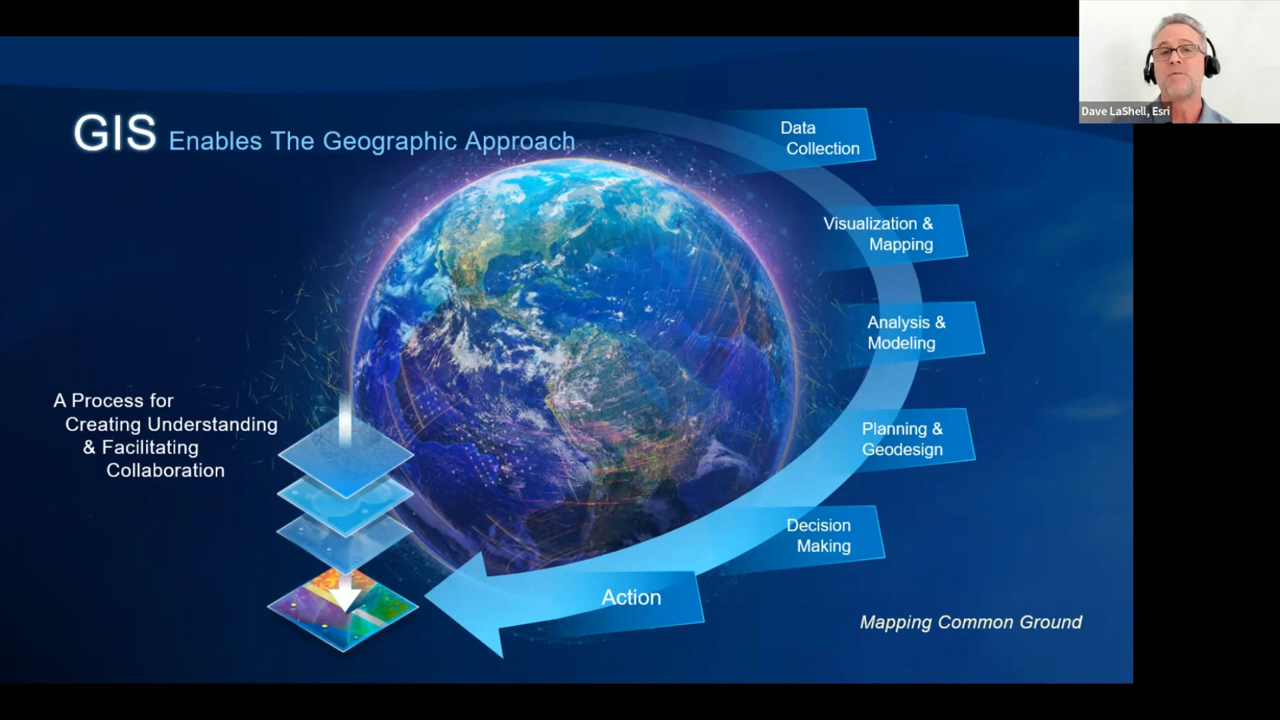 GIS Enables The Geographic Approach
Data
Collection
Visualization &
Mapping
Analysis &
Modeling
Planning &
Geodesign
Decision
Making
Action
A Process for
Creating Understanding
& Facilitating
Collaboration
Mapping Common Ground
Dave LaShell, Esri